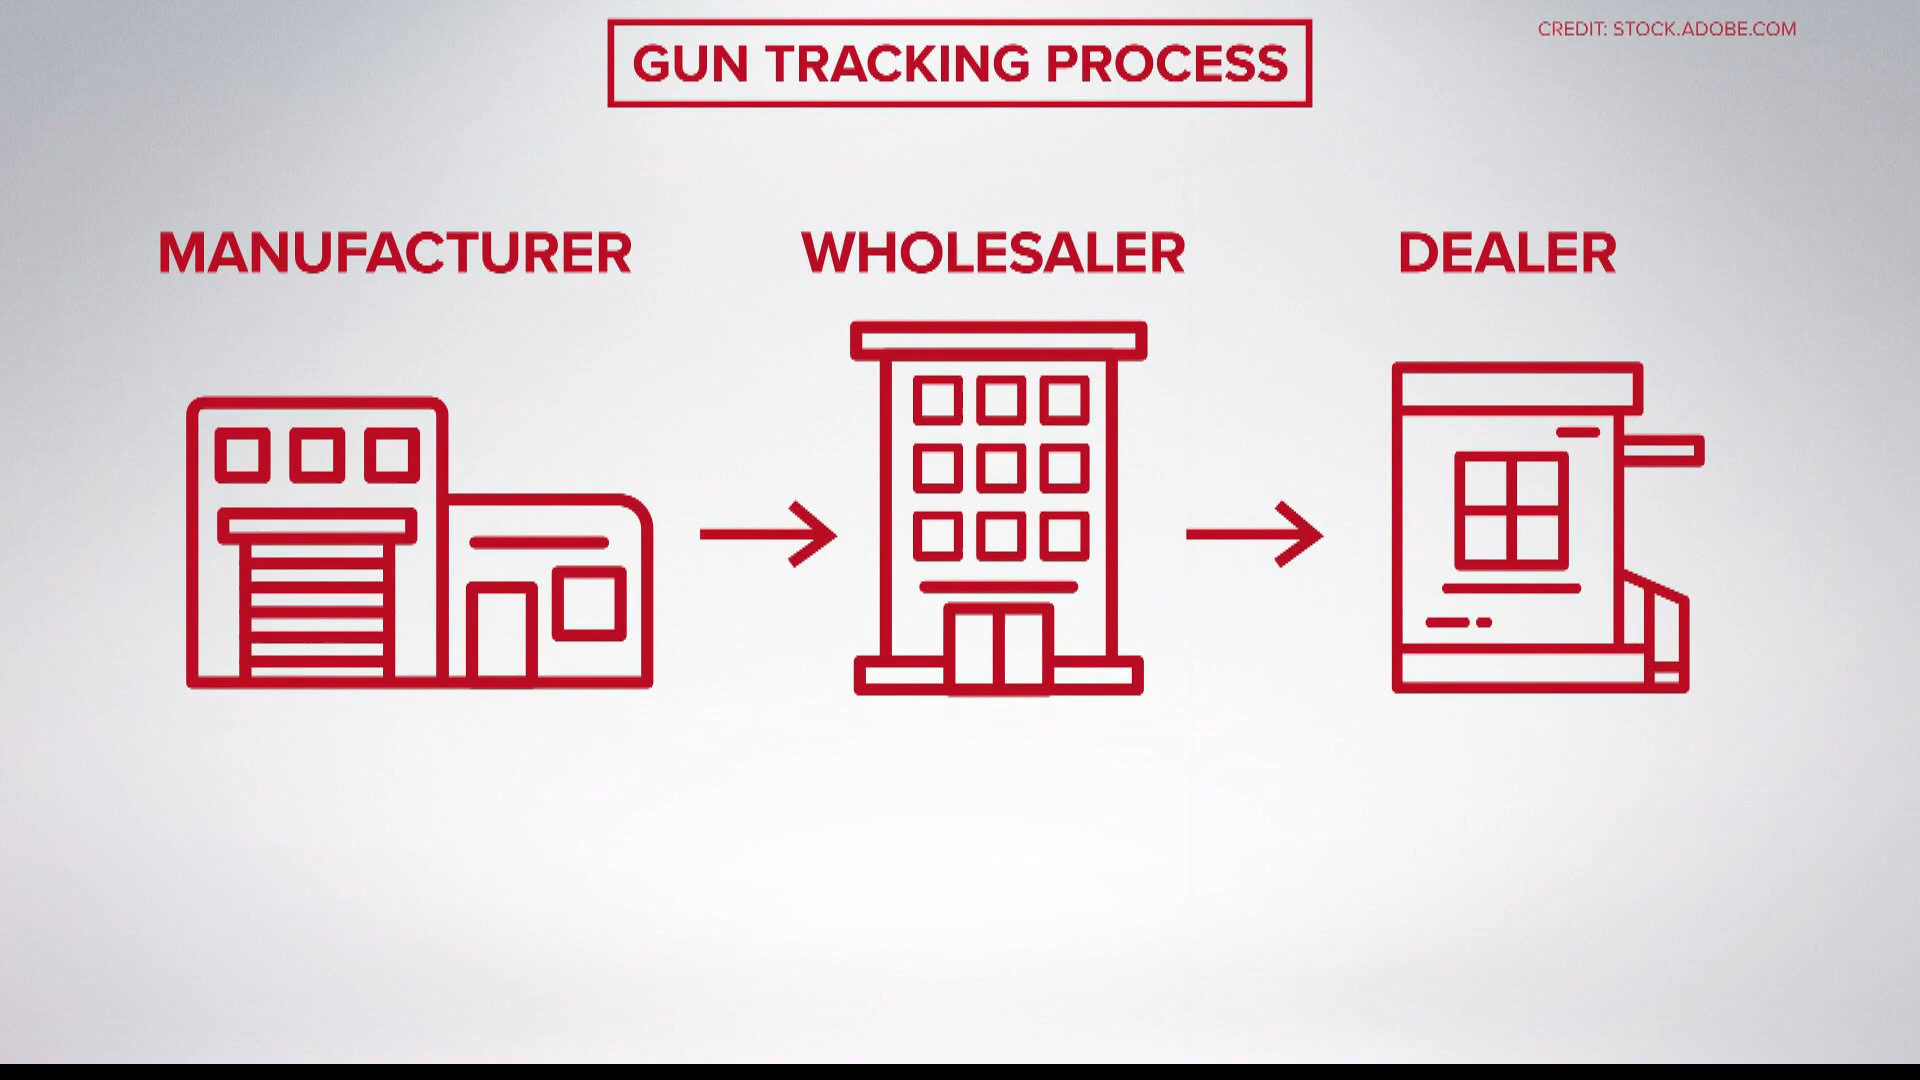 GUN TRACKING PROCESS
CREDIT: STOCK.ADOBE.COM
MANUFACTURER
WHOLESALER
DEALER